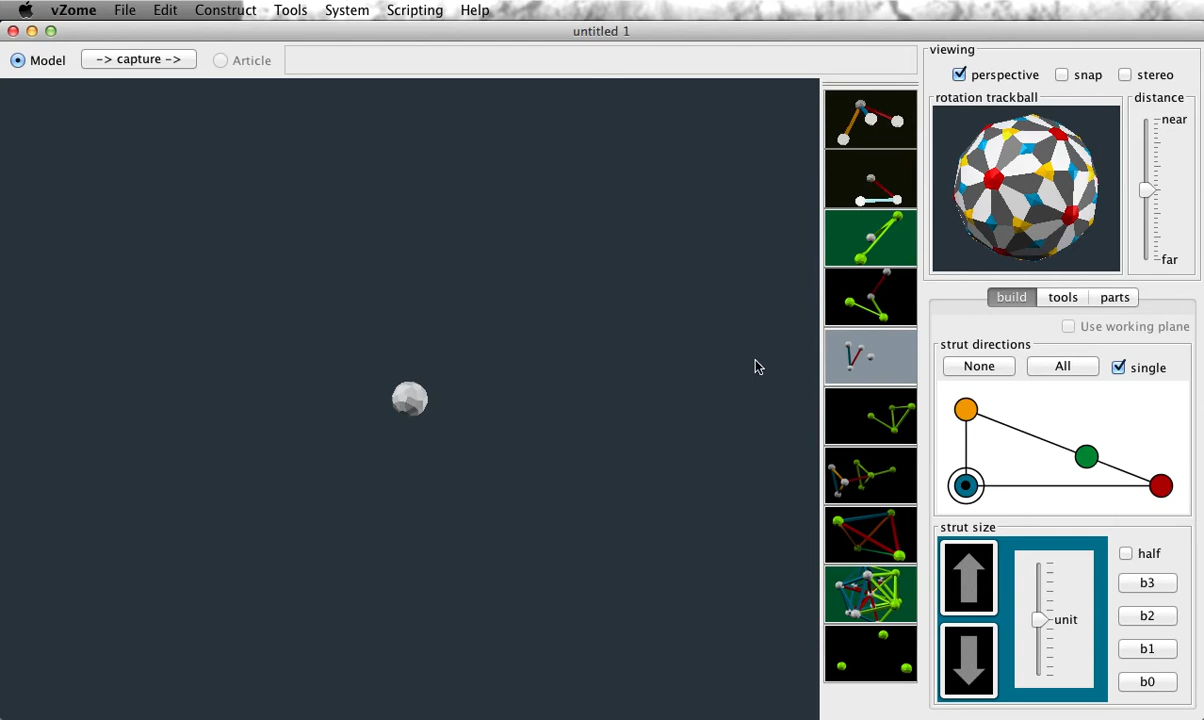 vZome File Edit Construct Tools System Scripting Help
untitled 1
Model -> capture -> Article
viewing
perspective snap stereo
rotation trackball distance
near
far
build tools parts
Use working plane
strut directions
None All single
strut size
half
b3
unit b2
b1
b0